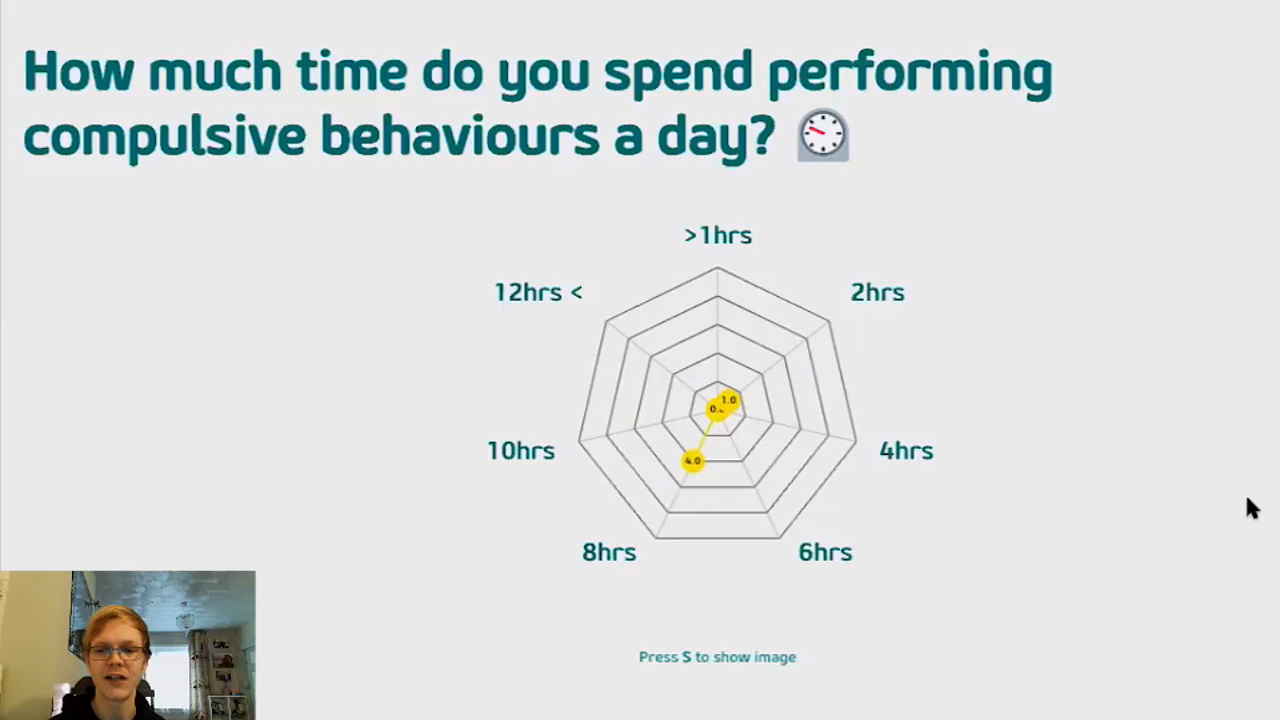 How much time do you spend performing
compulsive behaviours a day?
>1hrs
12hrs <
2hrs
1.0
4.0
10hrs
4hrs
8hrs
6hrs
Press S to show image